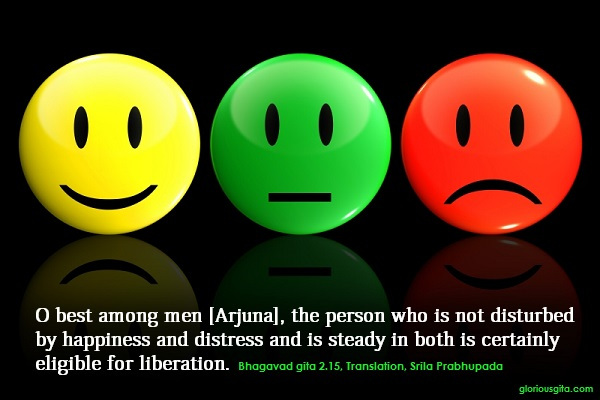 O best among men [Arjuna], the person who is not disturbed
by happiness and distress and is steady in both is certainly
eligible for liberation. Bhagavad gita 2.15, Translation, Srila Prabhupada
gloriousgita.com